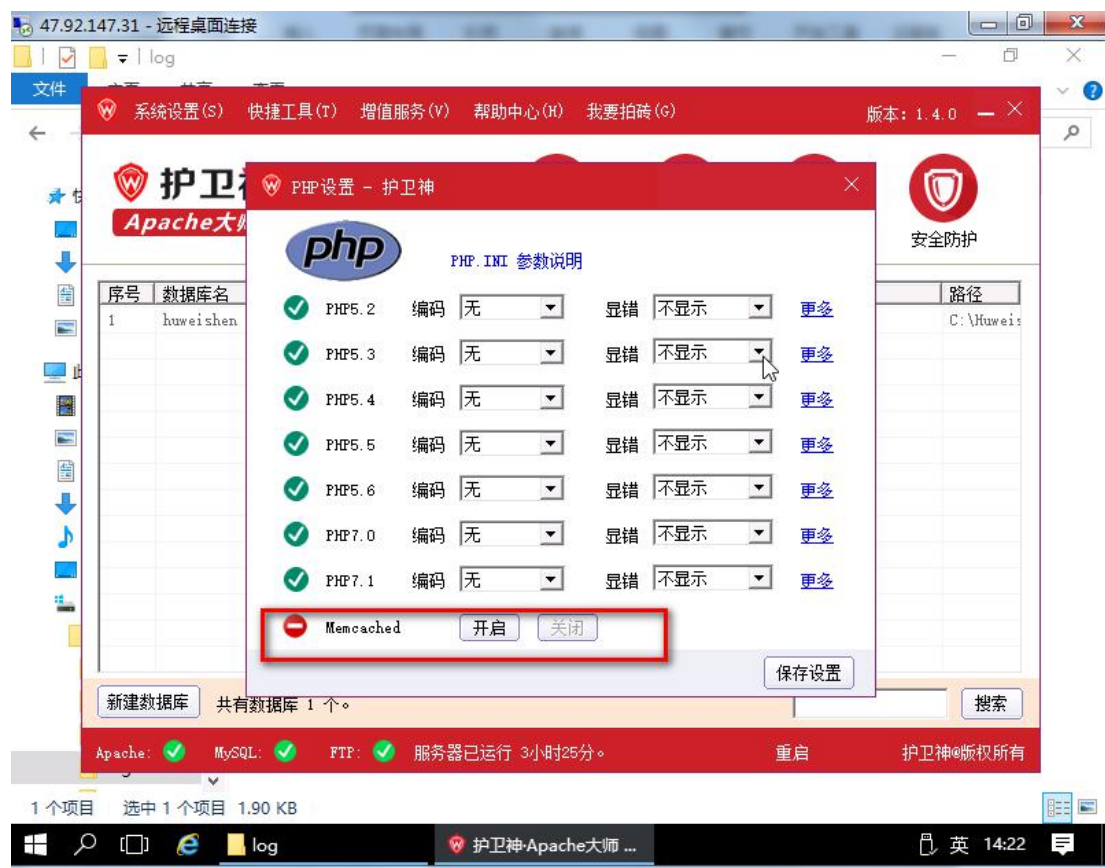 47.92.147.31 - 远程桌面连接
log
文件
系统设置(S) 快捷工具(T) 增值服务(V) 帮助中心(H) 我要拍砖(G) 版本: 1.4.0
护卫
Apache大
安全防护
PHP设置 - 护卫神
php
PHP.INI 参数说明
序号 数据库名 路径
1 huweishen C:\Huweis
PHP5.2 编码 无 显错 不显示 更多
PHP5.3 编码 无 显错 不显示 更多
PHP5.4 编码 无 显错 不显示 更多
PHP5.5 编码 无 显错 不显示 更多
PHP5.6 编码 无 显错 不显示 更多
PHP7.0 编码 无 显错 不显示 更多
PHP7.1 编码 无 显错 不显示 更多
Memcached 开启 关闭
保存设置
新建数据库 共有数据库 1 个。 搜索
Apache: MySQL: FTP: 服务器已运行 3小时25分。 重启 护卫神@版权所有
1 个项目 选中 1 个项目 1.90 KB
log 护卫神·Apache大师 ... 英 14:22